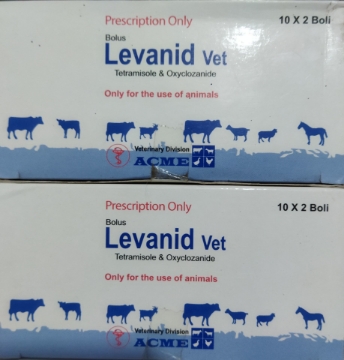 Prescription Only
10 X 2 Boli
Bolus
Levanid Vet
Tetramisole & Oxyclozanide
Only for the use of animals
Veterinary Division
ACME
Prescription Only
10 X 2 Boli
Bolus
Levanid Vet
Tetramisole & Oxyclozanide
Only for the use of animals
Veterinary Division
ACME